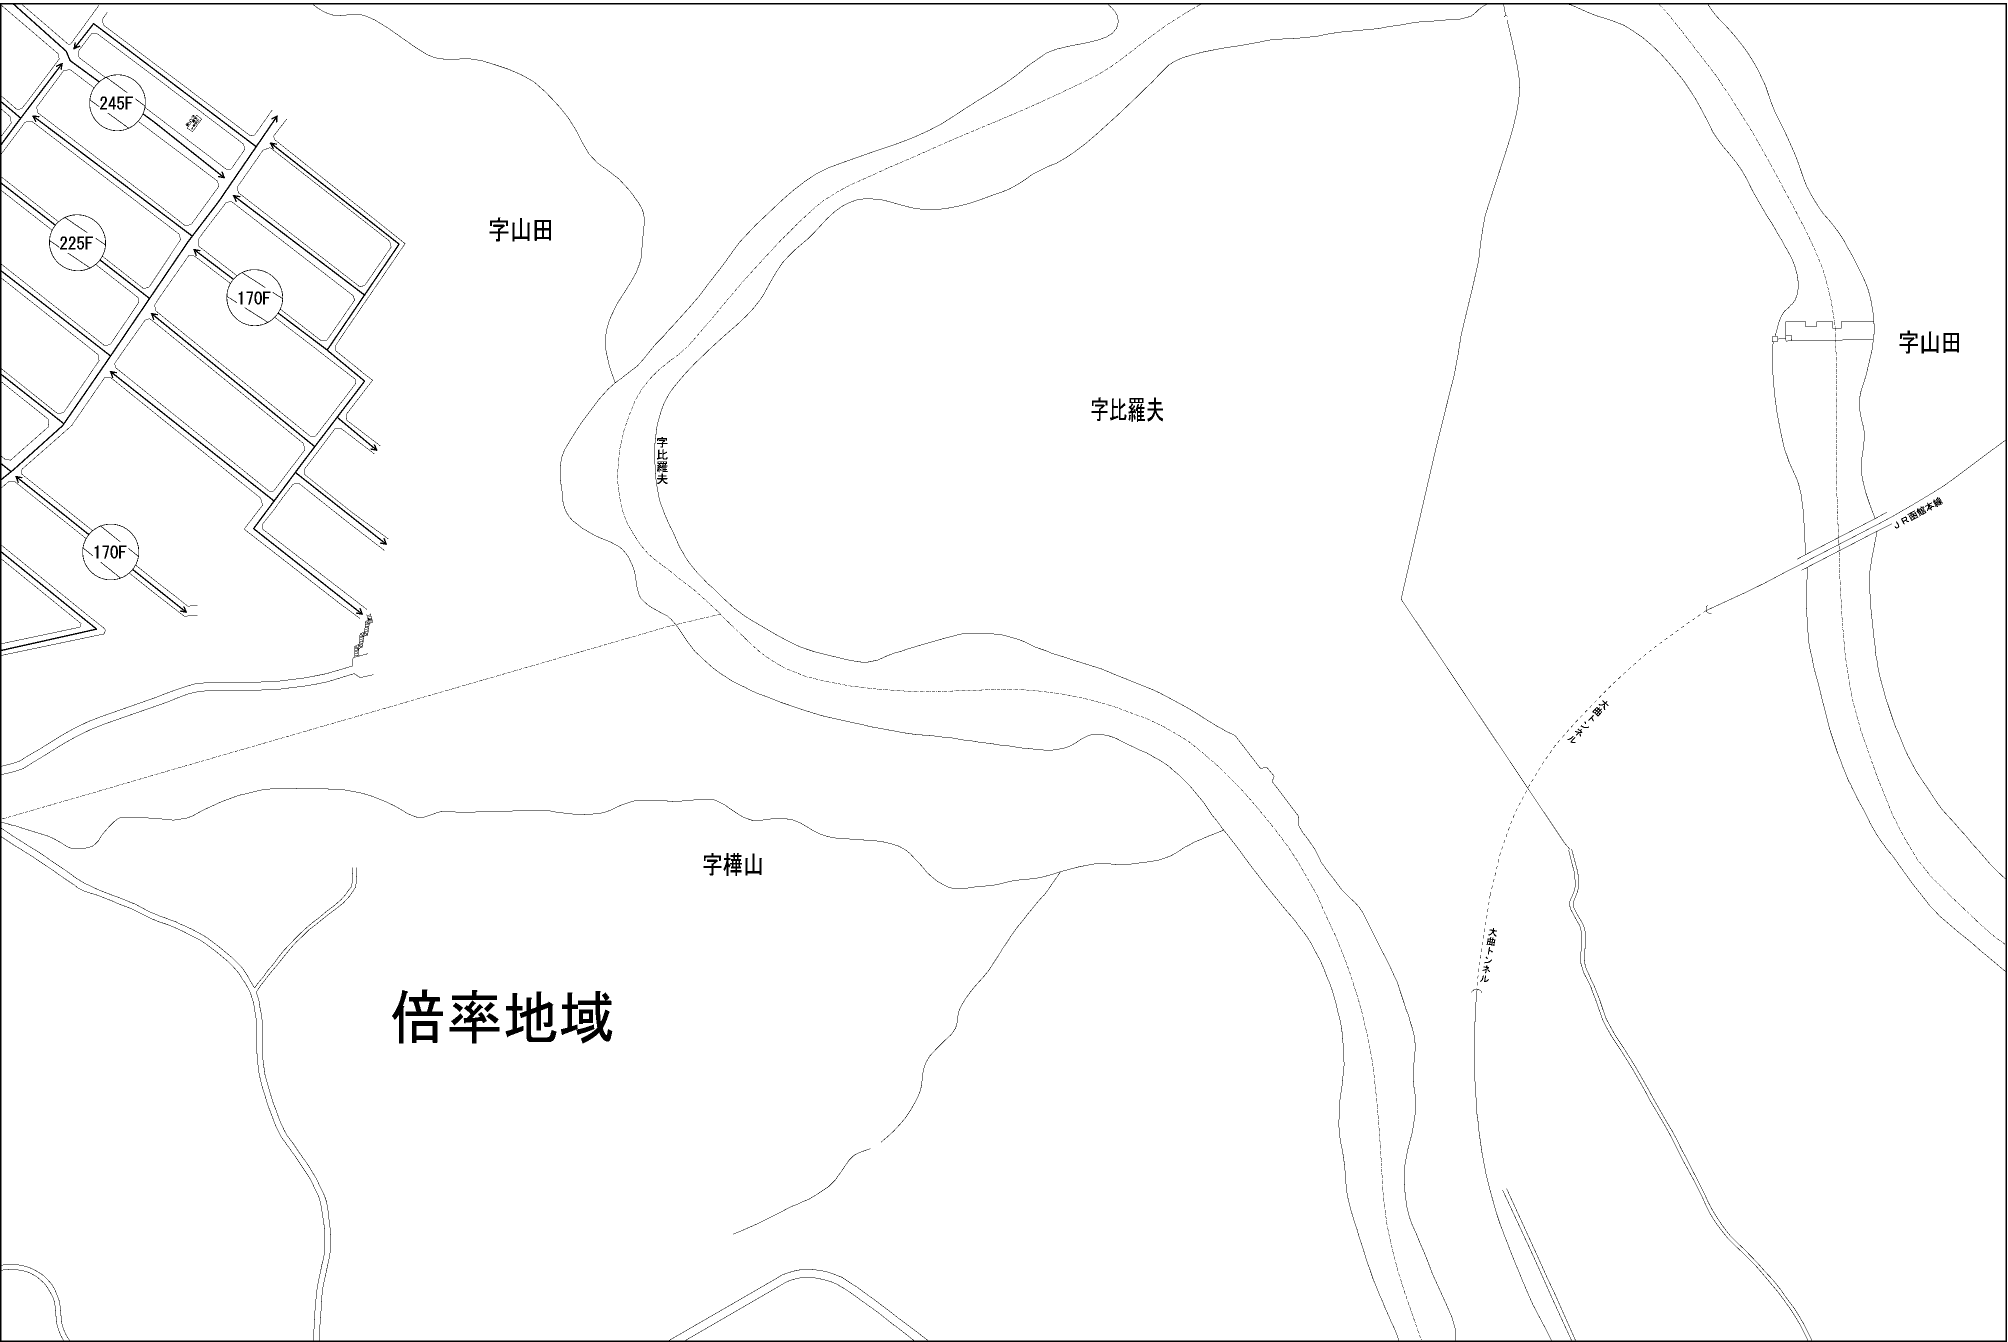 245F
225F
170F
170F
字山田
字山田
字比羅夫
字比羅夫
JR函館本線
大曲トンネル
大曲トンネル
字樺山
倍率地域